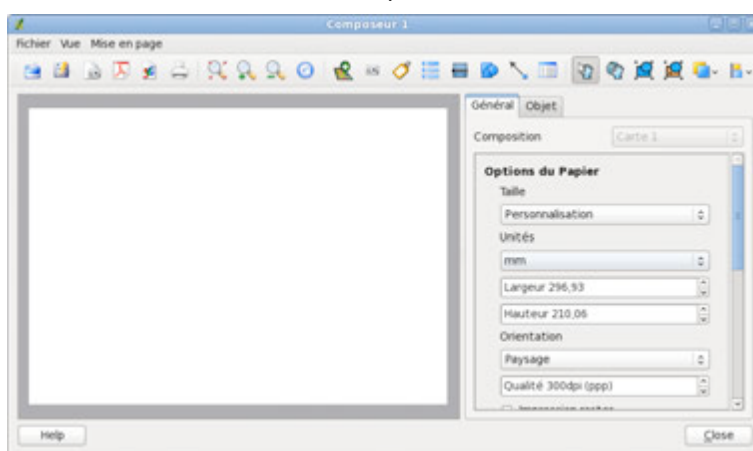 Composeur 1
Fichier Vue Mise en page
Général Objet
Composition Carte 1
Options du Papier
Taille
Personnalisation
Unités
mm
Largeur 296,93
Hauteur 210,06
Orientation
Paysage
Qualité 300dpi (ppp)
Help Close